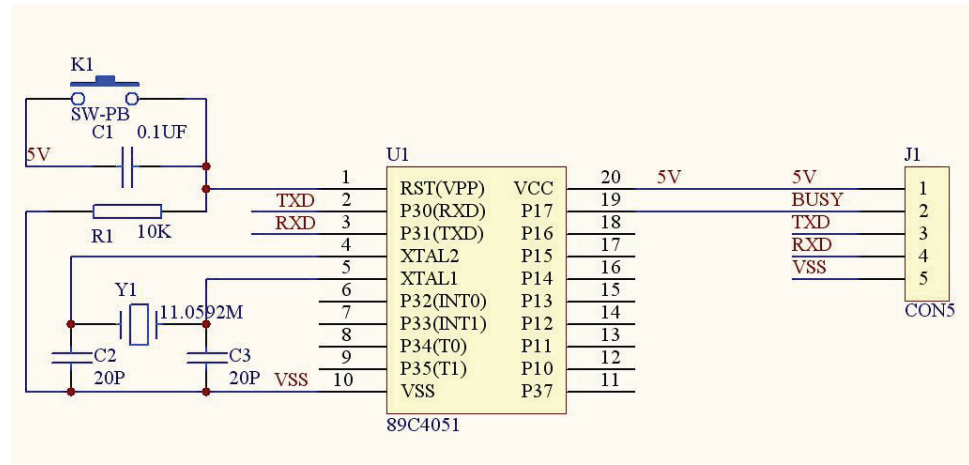 K1
SW-PB
C1 0.1UF
5V
R1 10K
Y1
11.0592M
C2
20P
C3
20P
U1
1 RST(VPP) VCC 20 5V
TXD 2 P30(RXD) P17 19
RXD 3 P31(TXD) P16 18
4 XTAL2 P15 17
5 XTAL1 P14 16
6 P32(INT0) P13 15
7 P33(INT1) P12 14
8 P34(T0) P11 13
9 P35(T1) P10 12
VSS 10 VSS P37 11
89C4051
J1
5V 1
BUSY 2
TXD 3
RXD 4
VSS 5
CON5